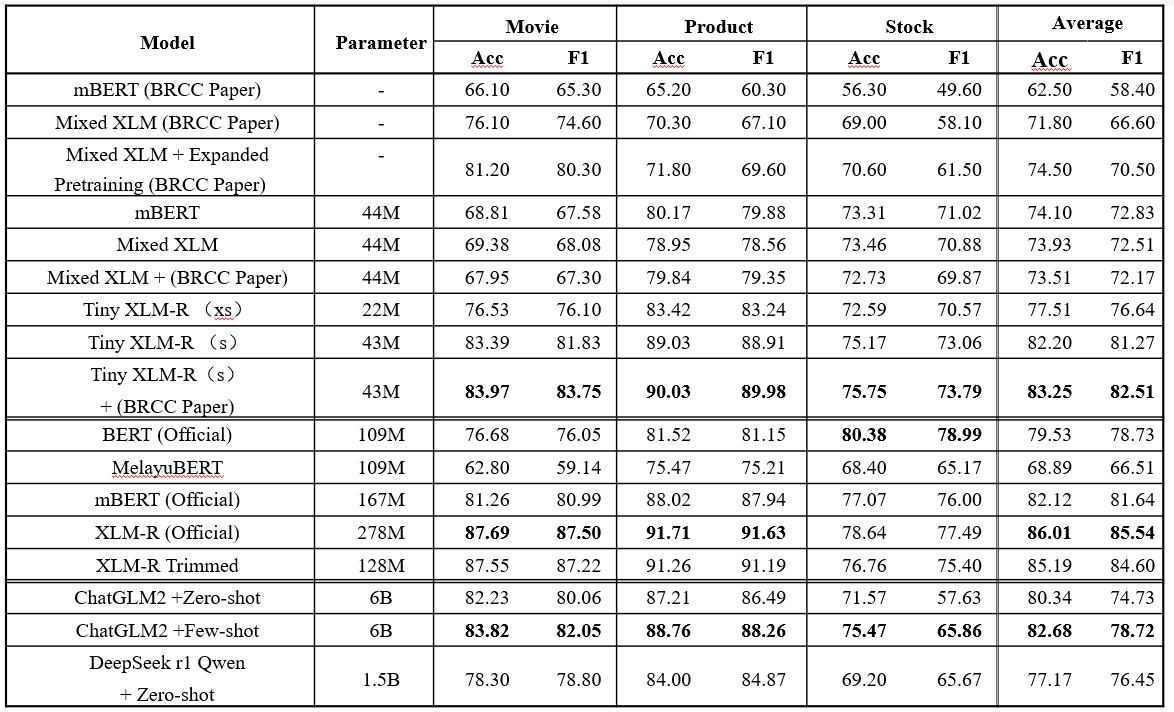 Model Parameter Movie Product Stock Average
Acc F1 Acc F1 Acc F1 Acc F1
mBERT (BRCC Paper) - 66.10 65.30 65.20 60.30 56.30 49.60 62.50 58.40
Mixed XLM (BRCC Paper) - 76.10 74.60 70.30 67.10 69.00 58.10 71.80 66.60
Mixed XLM + Expanded
Pretraining (BRCC Paper) - 81.20 80.30 71.80 69.60 70.60 61.50 74.50 70.50
mBERT 44M 68.81 67.58 80.17 79.88 73.31 71.02 74.10 72.83
Mixed XLM 44M 69.38 68.08 78.95 78.56 73.46 70.88 73.93 72.51
Mixed XLM + (BRCC Paper) 44M 67.95 67.30 79.84 79.35 72.73 69.87 73.51 72.17
Tiny XLM-R （xs） 22M 76.53 76.10 83.42 83.24 72.59 70.57 77.51 76.64
Tiny XLM-R （s） 43M 83.39 81.83 89.03 88.91 75.17 73.06 82.20 81.27
Tiny XLM-R（s）
+ (BRCC Paper) 43M 83.97 83.75 90.03 89.98 75.75 73.79 83.25 82.51
BERT (Official) 109M 76.68 76.05 81.52 81.15 80.38 78.99 79.53 78.73
MelayuBERT 109M 62.80 59.14 75.47 75.21 68.40 65.17 68.89 66.51
mBERT (Official) 167M 81.26 80.99 88.02 87.94 77.07 76.00 82.12 81.64
XLM-R (Official) 278M 87.69 87.50 91.71 91.63 78.64 77.49 86.01 85.54
XLM-R Trimmed 128M 87.55 87.22 91.26 91.19 76.76 75.40 85.19 84.60
ChatGLM2 +Zero-shot 6B 82.23 80.06 87.21 86.49 71.57 57.63 80.34 74.73
ChatGLM2 +Few-shot 6B 83.82 82.05 88.76 88.26 75.47 65.86 82.68 78.72
DeepSeek r1 Qwen
+ Zero-shot 1.5B 78.30 78.80 84.00 84.87 69.20 65.67 77.17 76.45